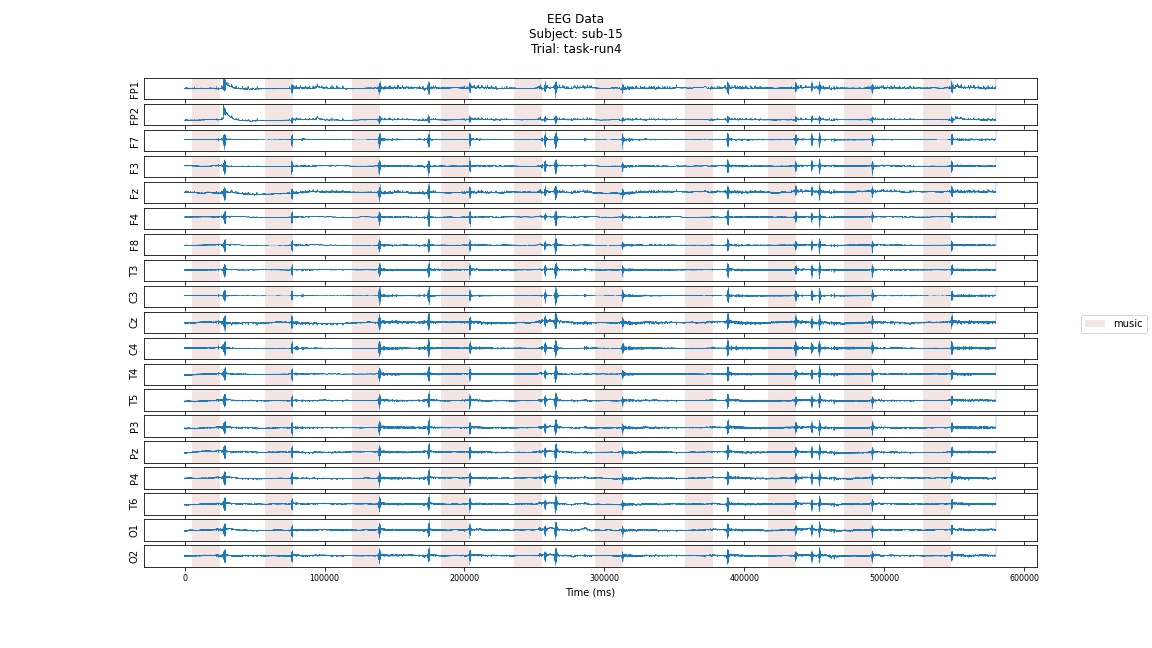 EEG Data
Subject: sub-15
Trial: task-run4
FP1
FP2
F7
F3
Fz
F4
F8
T3
C3
Cz
C4
T4
T5
P3
Pz
P4
T6
O1
O2
music
0 100000 200000 300000 400000 500000 600000
Time (ms)